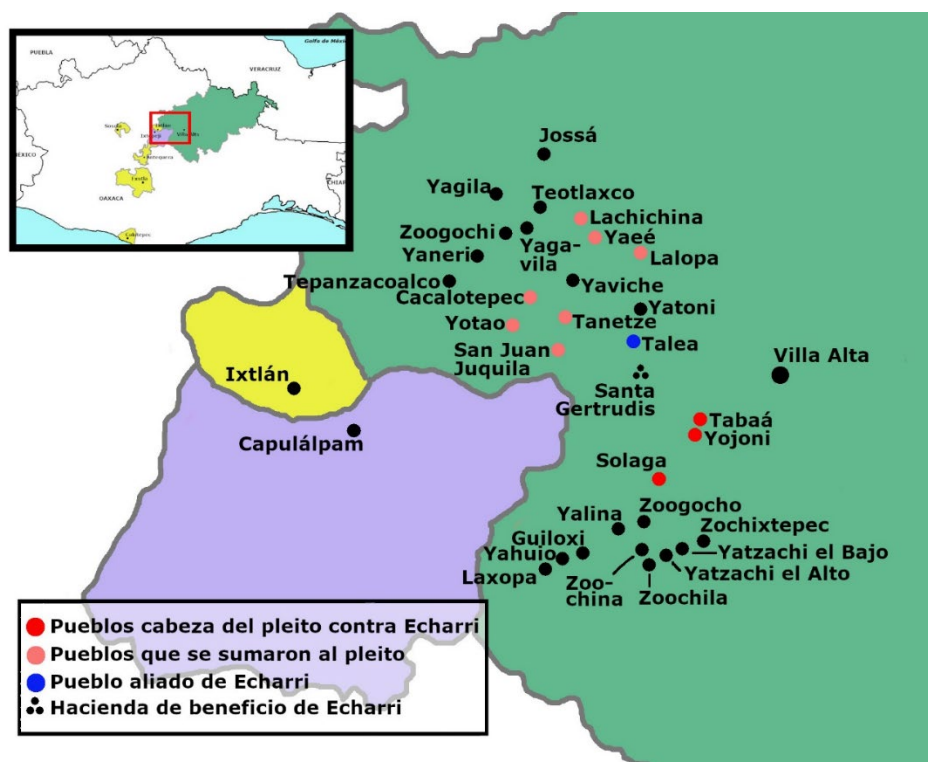 PUEBLA
Golfo de México
VERACRUZ
Villa Alta
OAXACA
CHIAP
Jossá
Yagila
Teotlaxco
Lachichina
Zoogochi
Yaga-
vila
Yaeé
Yaneri
Lalopa
Tepanzacoalco
Yaviche
Cacalotepec
Yatoni
Yotao
Tanetze
Talea
San Juan
Juquila
Villa Alta
Santa
Gertrudis
Ixtlán
Capulálpam
Tabaá
Yojoni
Solaga
Zoogocho
Yalina
Zochixtepec
Guiloxi
Yahuio
Yatzachi el Bajo
Laxopa
Zoo-
china
Yatzachi el Alto
Zoochila
Pueblos cabeza del pleito contra Echarri
Pueblos que se sumaron al pleito
Pueblo aliado de Echarri
Hacienda de beneficio de Echarri